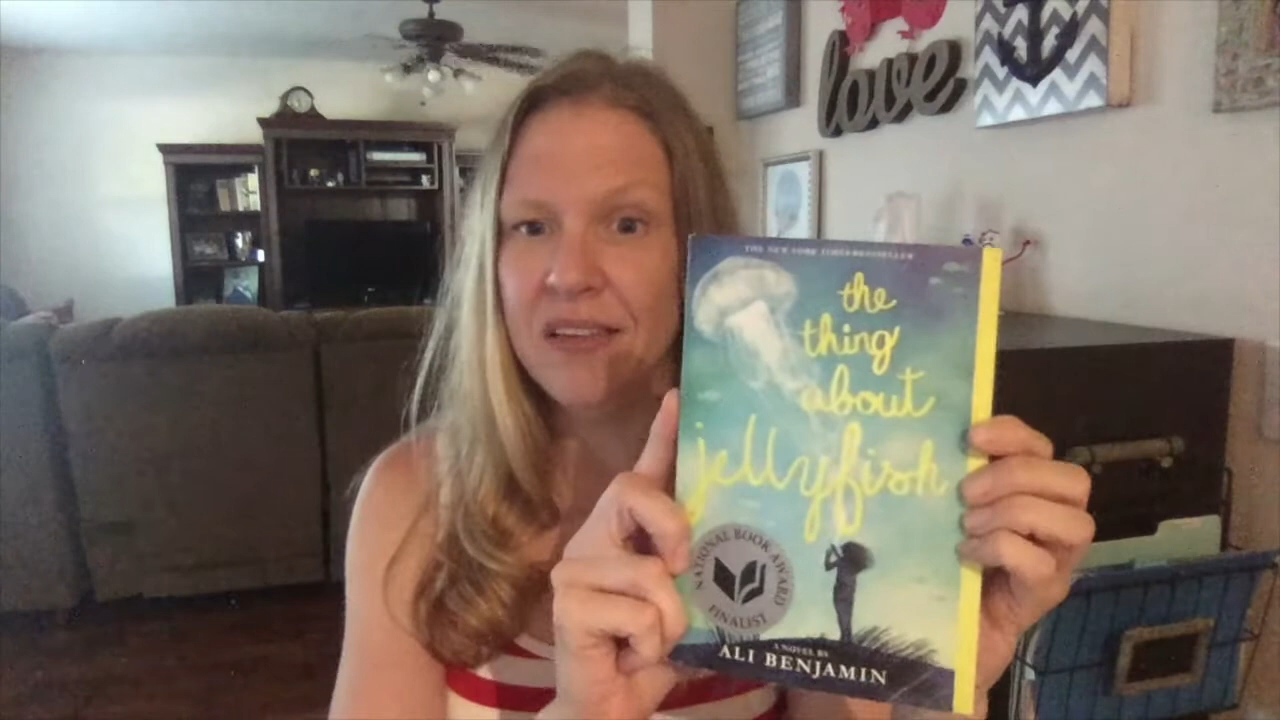 love
THE NEW YORK TIMES BESTSELLER
the
thing
about
jellyfish
NATIONAL BOOK AWARD
FINALIST
A NOVEL BY
ALI BENJAMIN